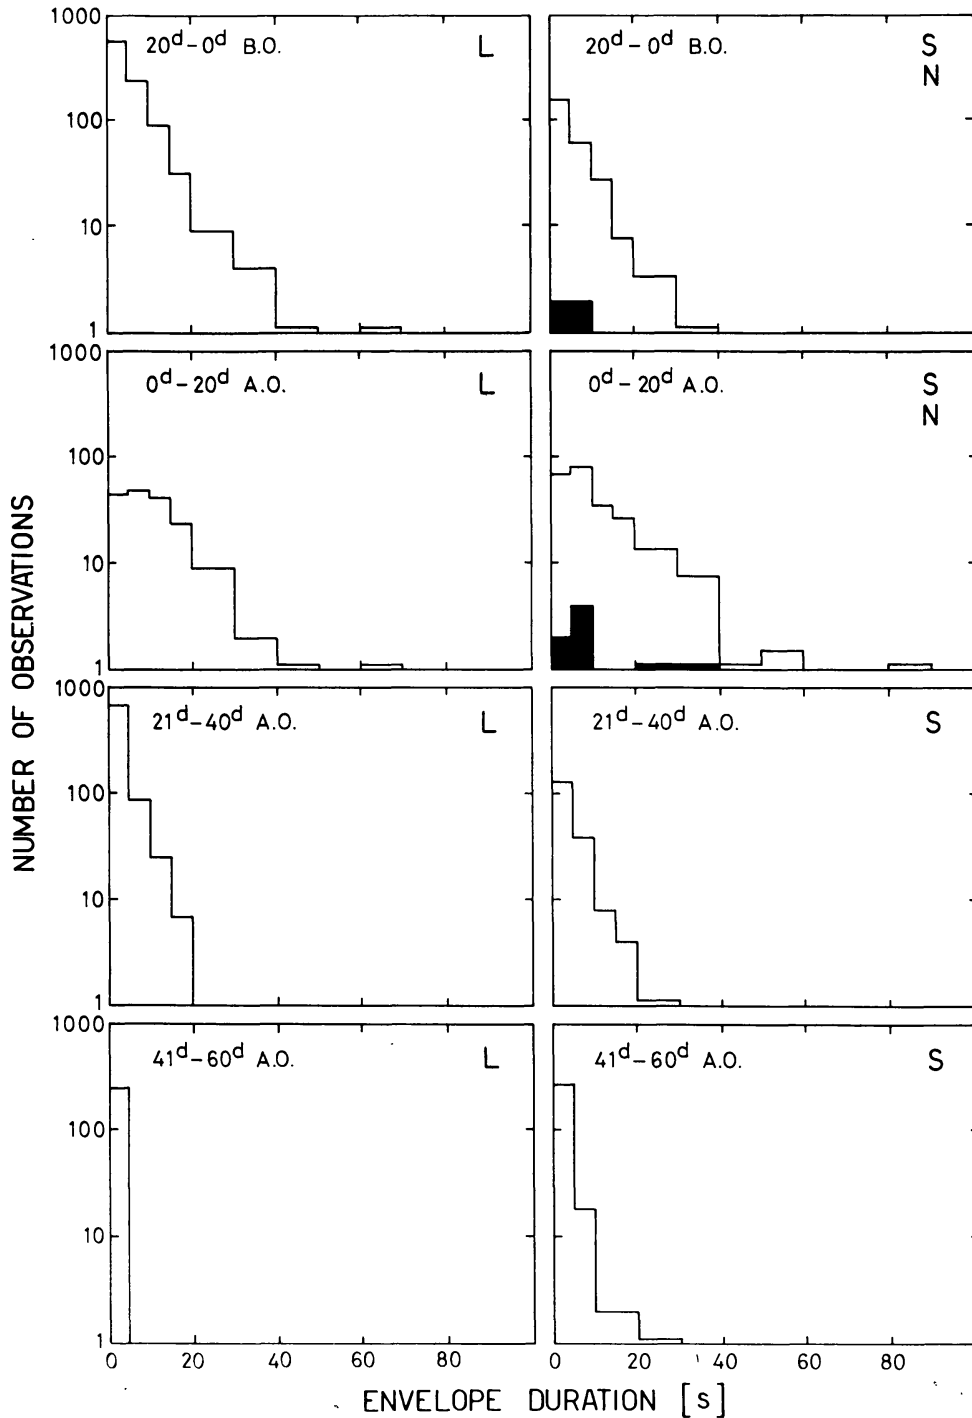 1000
100
10
1
20d-0d B.O.
L
20d-0d B.O.
S
N
1000
100
10
1
0d-20d A.O.
L
0d-20d A.O.
S
N
1000
100
10
1
21d-40d A.O.
L
21d-40d A.O.
S
1000
100
10
1
41d-60d A.O.
L
41d-60d A.O.
S
0 20 40 60 80
0 20 40 60 80
NUMBER OF OBSERVATIONS
ENVELOPE DURATION [s]